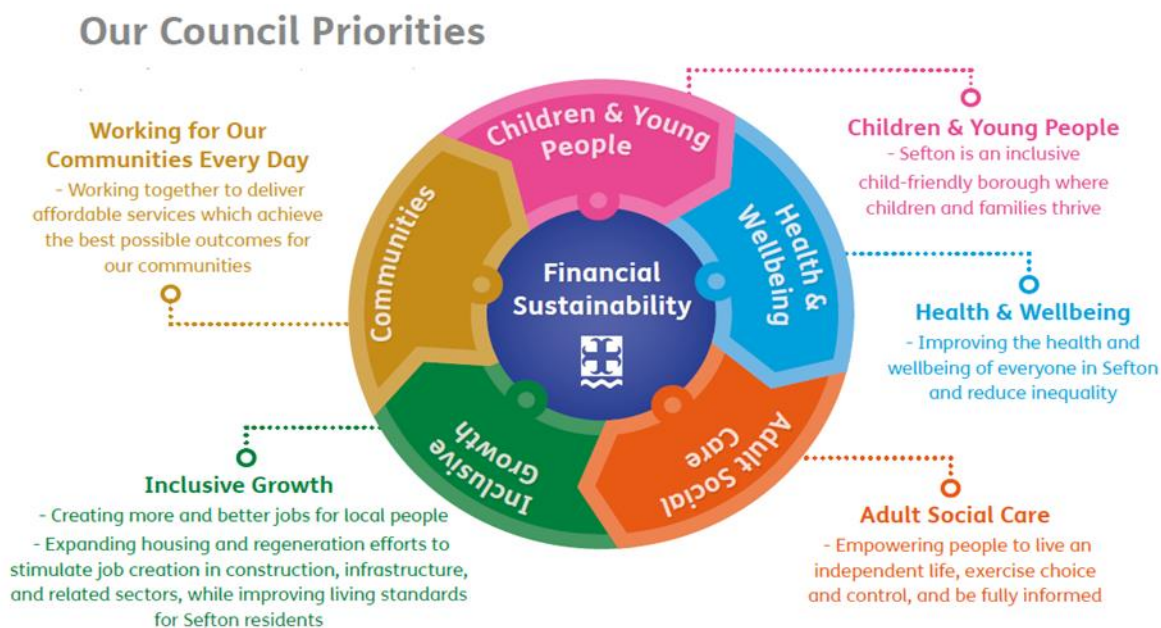 Our Council Priorities
Working for Our
Communities Every Day
- Working together to deliver
affordable services which achieve
the best possible outcomes for
our communities
Children & Young
People
Health &
Wellbeing
Adult Social
Care
Inclusive
Growth
Communities
Financial
Sustainability
Children & Young People
- Sefton is an inclusive
child-friendly borough where
children and families thrive
Health & Wellbeing
- Improving the health and
wellbeing of everyone in Sefton
and reduce inequality
Adult Social Care
- Empowering people to live an
independent life, exercise choice
and control, and be fully informed
Inclusive Growth
- Creating more and better jobs for local people
- Expanding housing and regeneration efforts to
stimulate job creation in construction, infrastructure,
and related sectors, while improving living standards
for Sefton residents